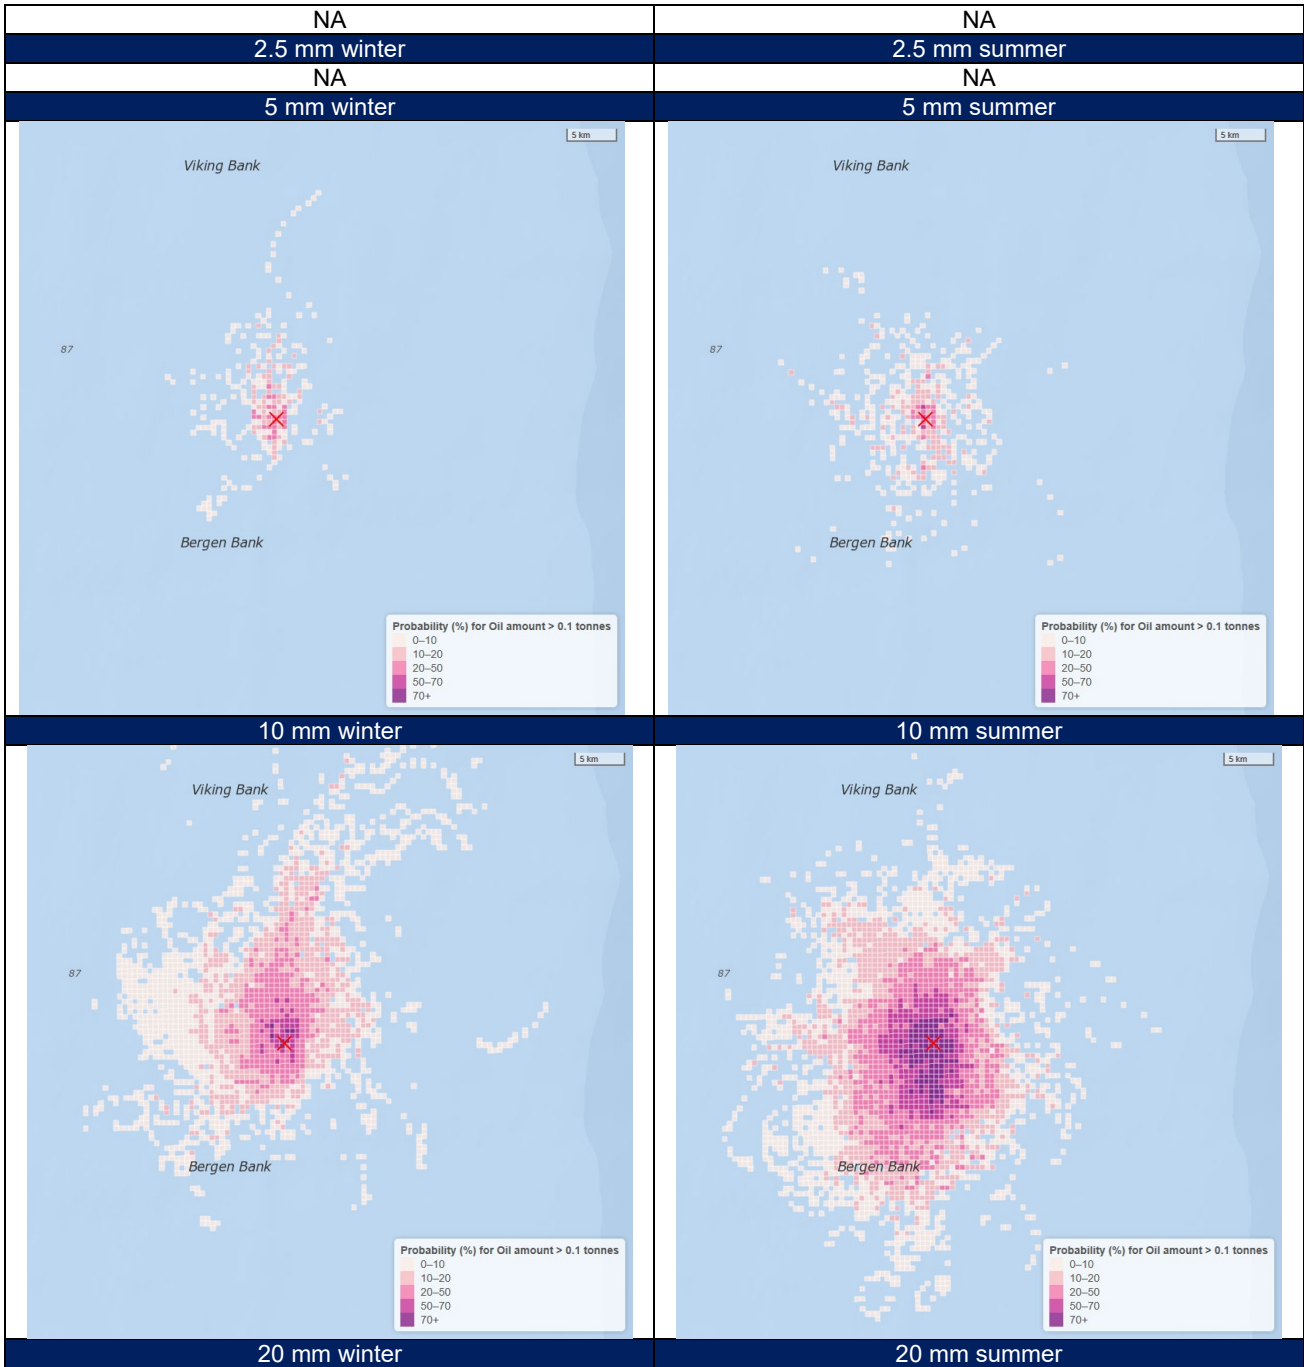 NA NA
2.5 mm winter 2.5 mm summer
NA NA
5 mm winter 5 mm summer
5 km
Viking Bank
87
Bergen Bank
Probability (%) for Oil amount > 0.1 tonnes
0–10
10–20
20–50
50–70
70+
5 km
Viking Bank
87
Bergen Bank
Probability (%) for Oil amount > 0.1 tonnes
0–10
10–20
20–50
50–70
70+
10 mm winter 10 mm summer
5 km
Viking Bank
87
Bergen Bank
Probability (%) for Oil amount > 0.1 tonnes
0–10
10–20
20–50
50–70
70+
5 km
Viking Bank
87
Bergen Bank
Probability (%) for Oil amount > 0.1 tonnes
0–10
10–20
20–50
50–70
70+
20 mm winter 20 mm summer